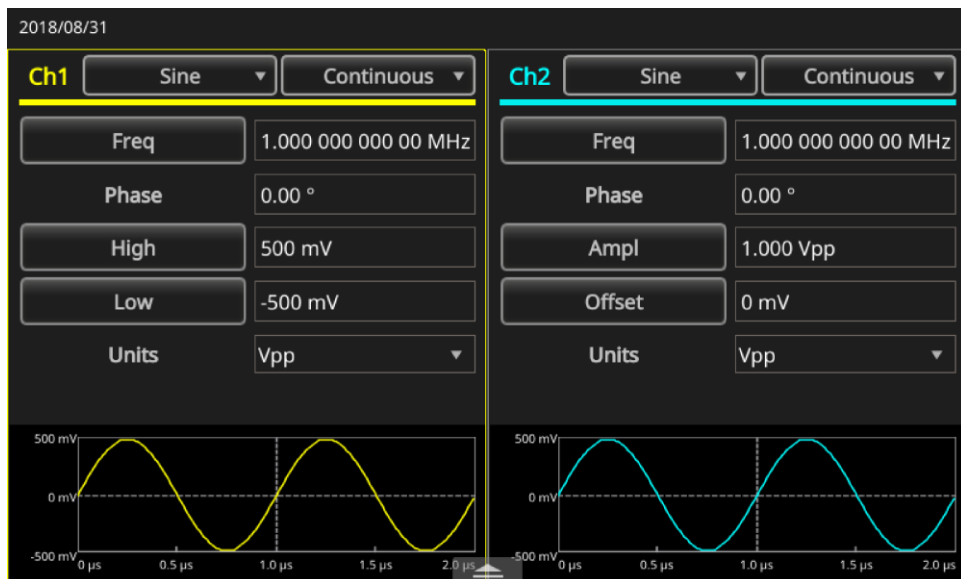 2018/08/31
Ch1 Sine Continuous
Freq 1.000 000 000 00 MHz
Phase 0.00 °
High 500 mV
Low -500 mV
Units Vpp
500 mV
0 mV
-500 mV
0 µs 0.5 µs 1.0 µs 1.5 µs 2.0 µs
Ch2 Sine Continuous
Freq 1.000 000 000 00 MHz
Phase 0.00 °
Ampl 1.000 Vpp
Offset 0 mV
Units Vpp
500 mV
0 mV
-500 mV
0 µs 0.5 µs 1.0 µs 1.5 µs 2.0 µs